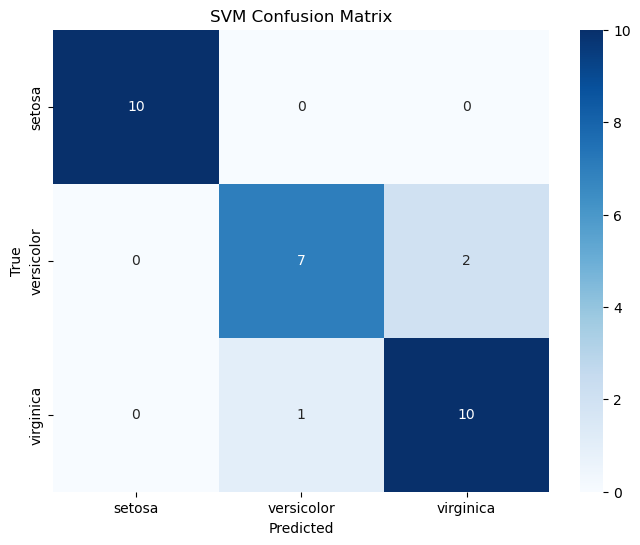 SVM Confusion Matrix
True
setosa
10 0 0
versicolor
0 7 2
virginica
0 1 10
setosa versicolor virginica
Predicted
10
8
6
4
2
0